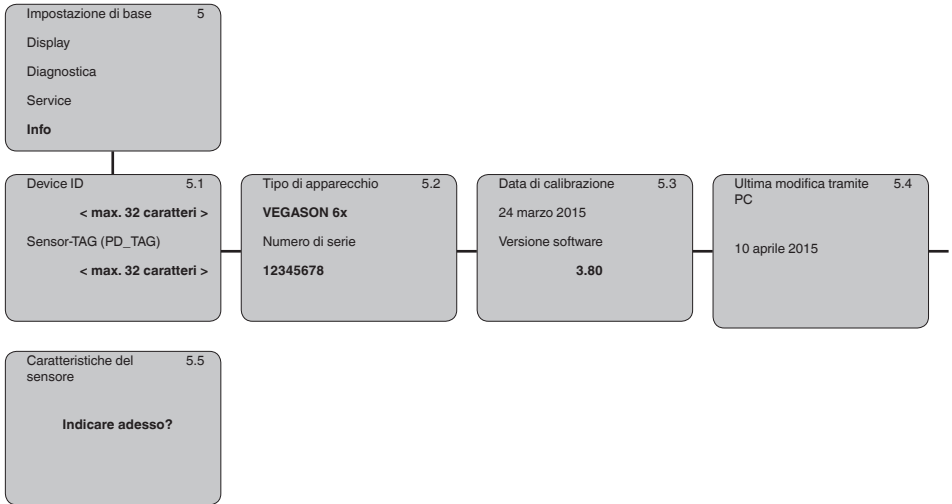 Impostazione di base 5
Display
Diagnostica
Service
Info
Device ID 5.1
< max. 32 caratteri >
Sensor-TAG (PD_TAG)
< max. 32 caratteri >
Tipo di apparecchio 5.2
VEGASON 6x
Numero di serie
12345678
Data di calibrazione 5.3
24 marzo 2015
Versione software
3.80
Ultima modifica tramite 5.4
PC
10 aprile 2015
Caratteristiche del 5.5
sensore
Indicare adesso?